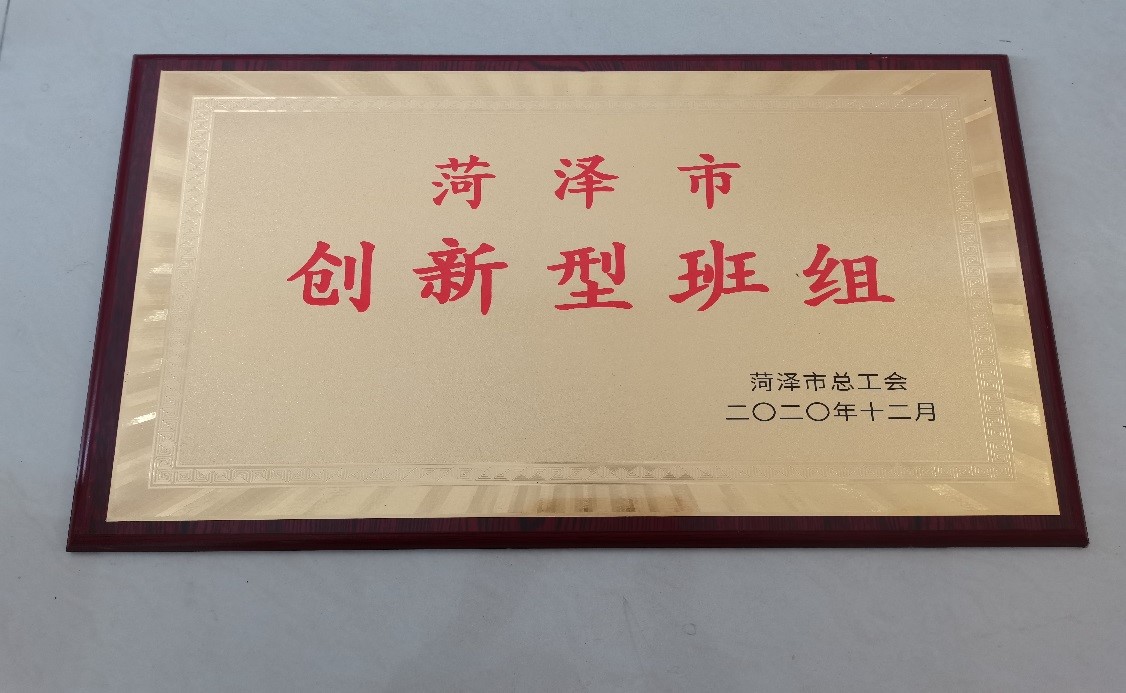 菏泽市
创新型班组
菏泽市总工会
二〇二〇年十二月